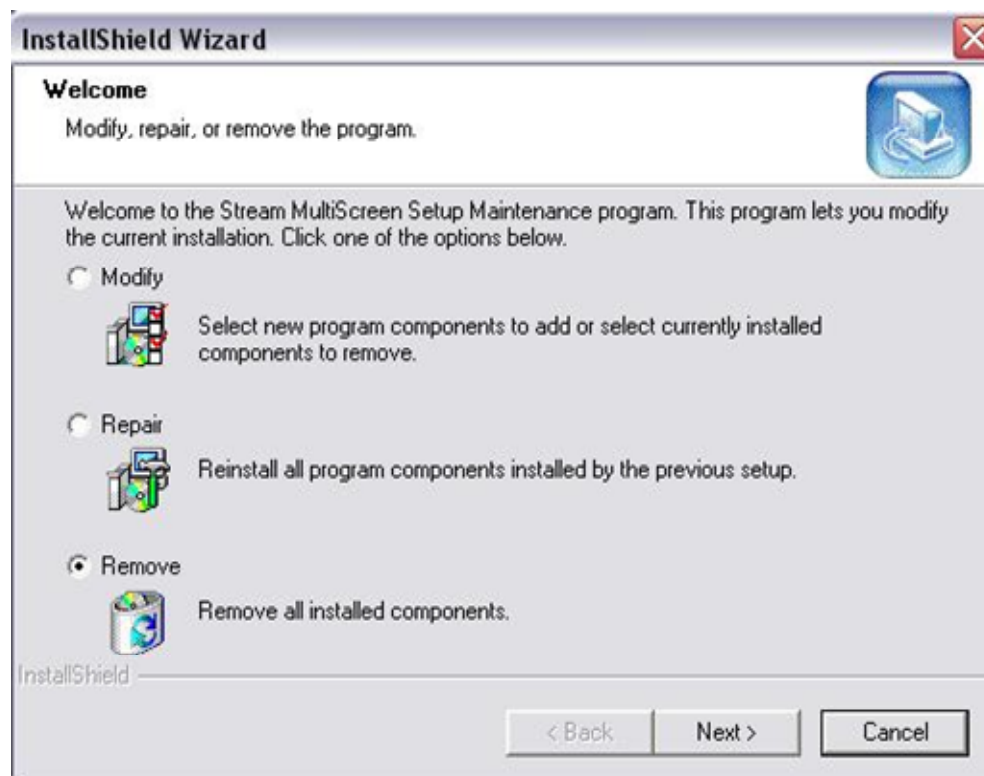 InstallShield Wizard
Welcome
Modify, repair, or remove the program.
Welcome to the Stream MultiScreen Setup Maintenance program. This program lets you modify
the current installation. Click one of the options below.
Modify
Select new program components to add or select currently installed
components to remove.
Repair
Reinstall all program components installed by the previous setup.
Remove
Remove all installed components.
InstallShield
< Back
Next >
Cancel